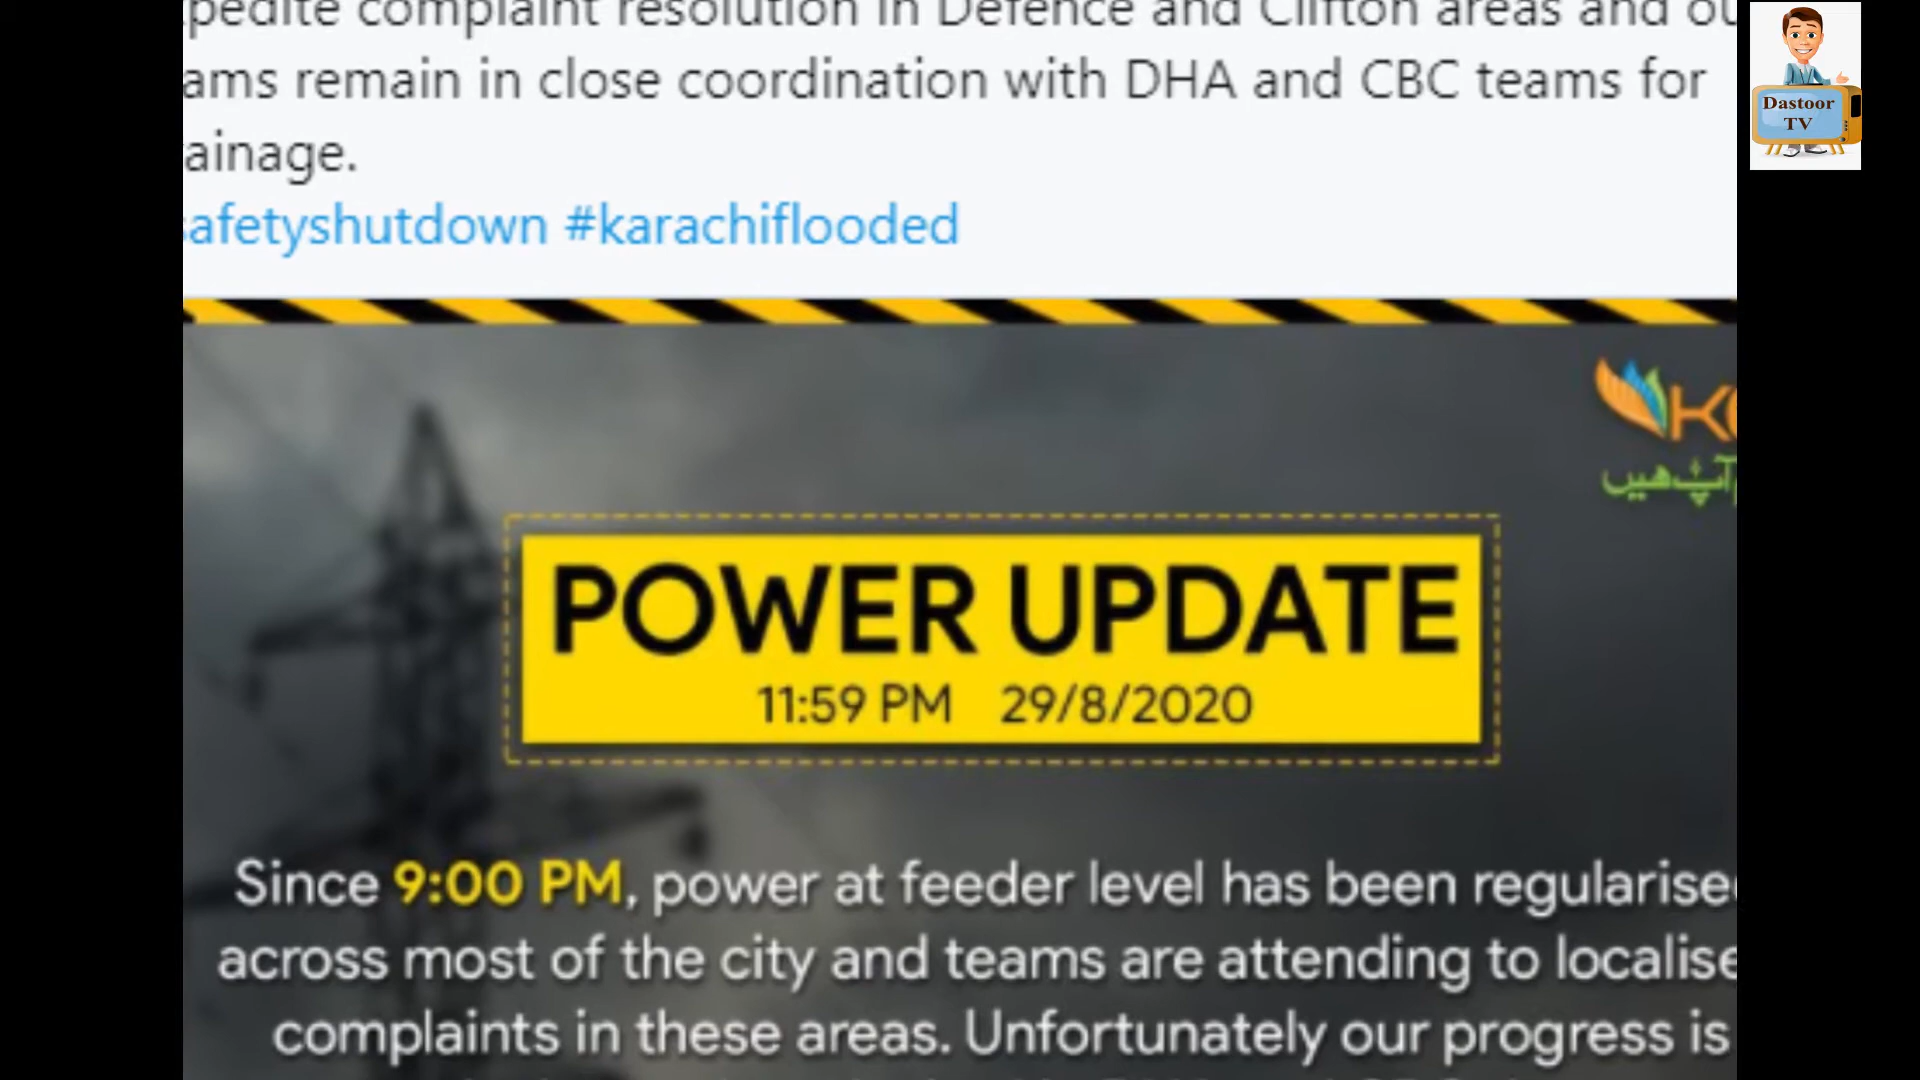 pedite complaint resolution in Defence and Clifton areas and ou
ams remain in close coordination with DHA and CBC teams for
ainage.
safetyshutdown #karachiflooded
Dastoor
TV
K
آپ ہیں
POWER UPDATE
11:59 PM 29/8/2020
Since 9:00 PM, power at feeder level has been regularise
across most of the city and teams are attending to localise
complaints in these areas. Unfortunately our progress is